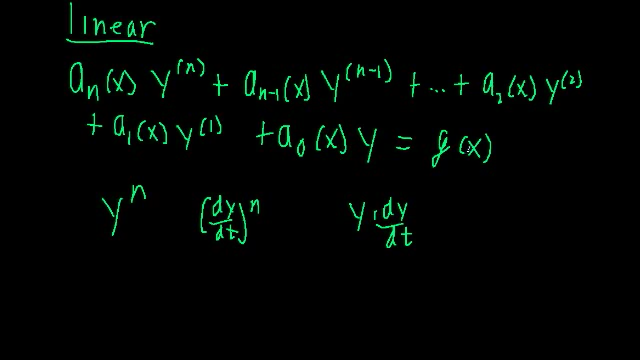 linear
aₙ(x) y⁽ⁿ⁾ + aₙ₋₁(x) y⁽ⁿ⁻¹⁾ + ... + a₂(x) y⁽²⁾
+ a₁(x) y⁽¹⁾ + a₀(x) y = g(x)
yⁿ (dy/dt)ⁿ y · dy/dt